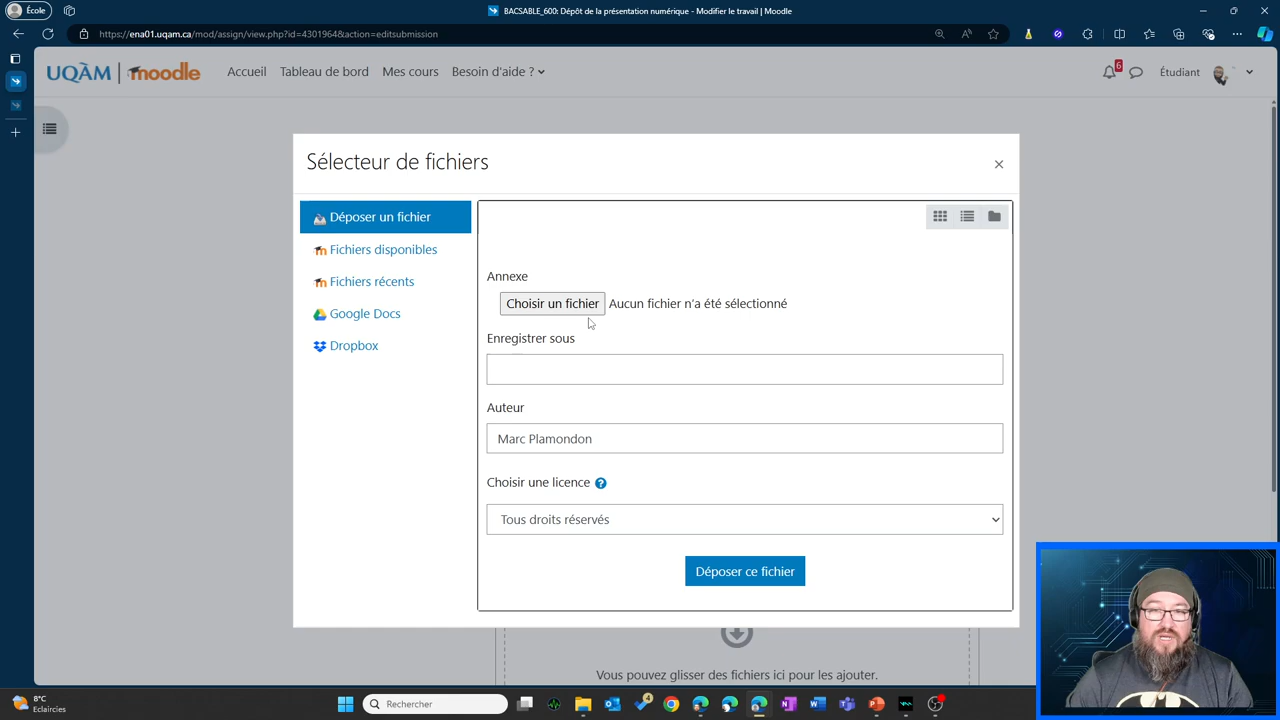 École
BACSABLE_600: Dépôt de la présentation numérique - Modifier le travail | Moodle
https://ena01.uqam.ca/mod/assign/view.php?id=4301964&action=editsubmission
UQÀM | moodle Accueil Tableau de bord Mes cours Besoin d'aide ? 6 Étudiant
Sélecteur de fichiers ×
Déposer un fichier
Fichiers disponibles
Fichiers récents
Google Docs
Dropbox
Annexe
Choisir un fichier Aucun fichier n'a été sélectionné
Enregistrer sous
Auteur
Marc Plamondon
Choisir une licence ?
Tous droits réservés
Déposer ce fichier
Vous pouvez glisser des fichiers ici pour les ajouter.
8°C
Eclaircies
Rechercher
4